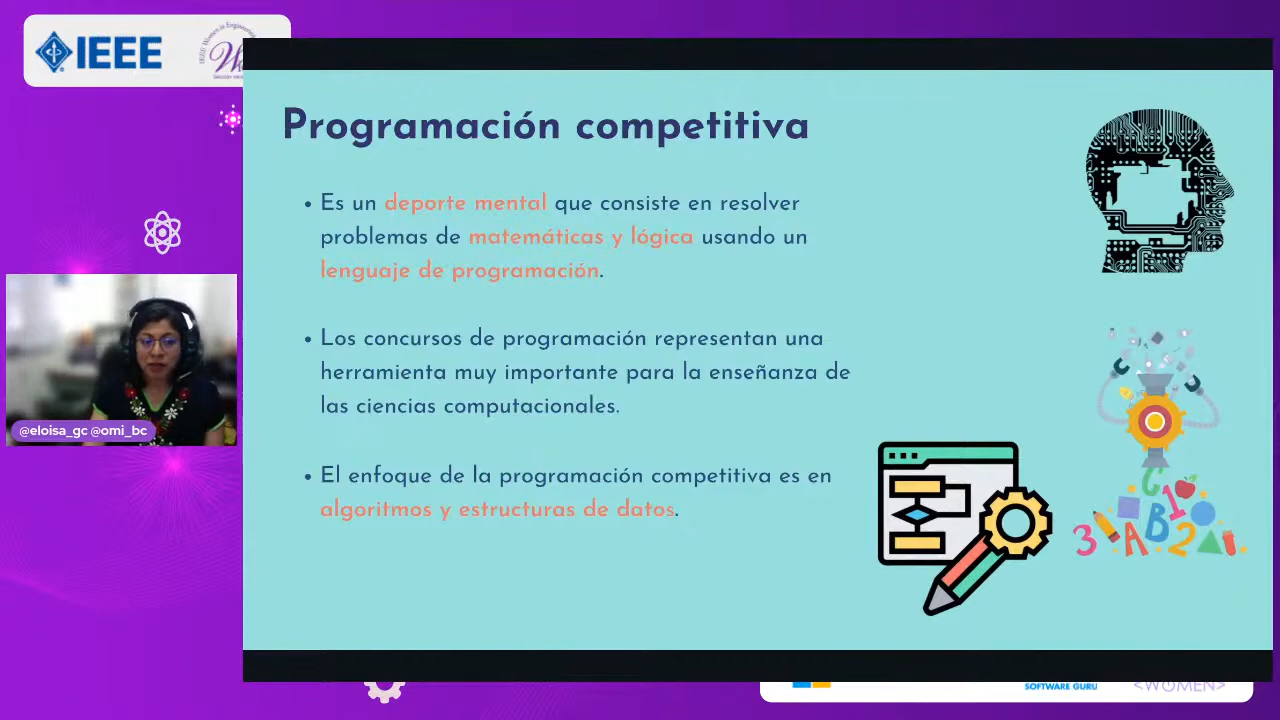 IEEE
Programación competitiva
• Es un deporte mental que consiste en resolver
problemas de matemáticas y lógica usando un
lenguaje de programación.
• Los concursos de programación representan una
herramienta muy importante para la enseñanza de
las ciencias computacionales.
• El enfoque de la programación competitiva es en
algoritmos y estructuras de datos.
@eloisa_gc @omi_bc
3 A B 1 2
SOFTWARE GURU
<WOMEN>